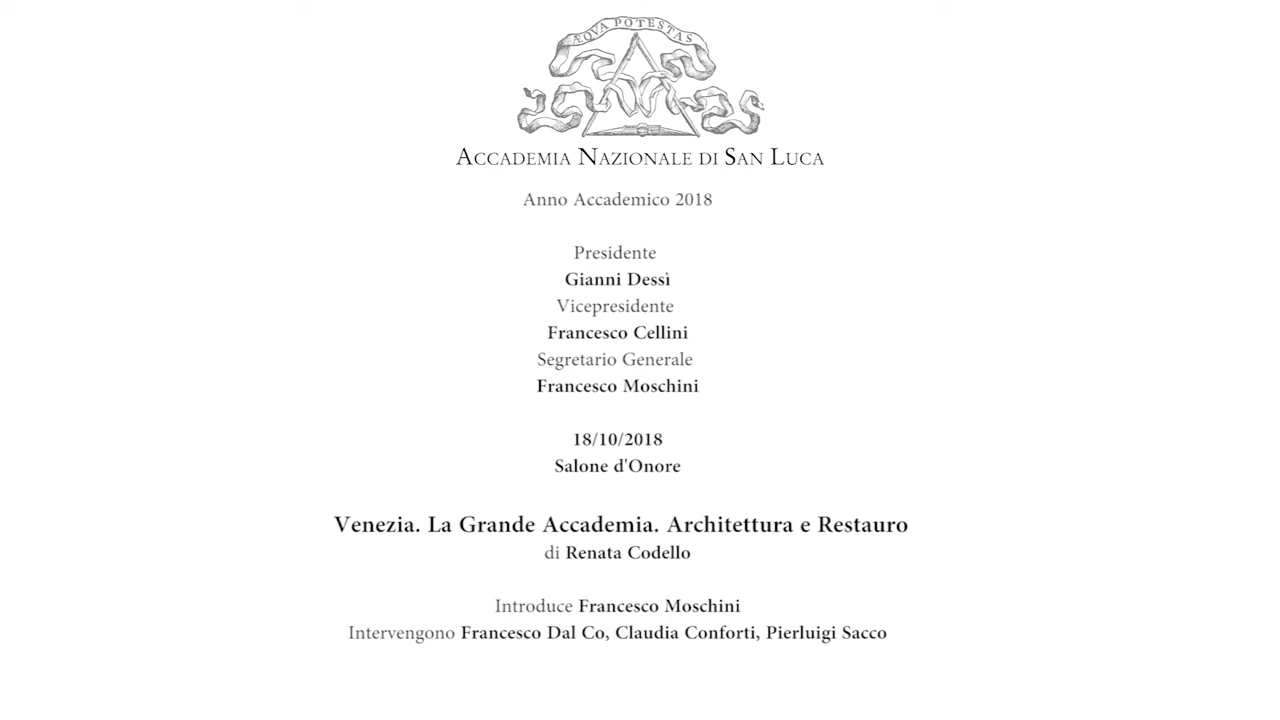 ÆQVA POTESTAS
ACCADEMIA NAZIONALE DI SAN LUCA
Anno Accademico 2018
Presidente
Gianni Dessì
Vicepresidente
Francesco Cellini
Segretario Generale
Francesco Moschini
18/10/2018
Salone d'Onore
Venezia. La Grande Accademia. Architettura e Restauro
di Renata Codello
Introduce Francesco Moschini
Intervengono Francesco Dal Co, Claudia Conforti, Pierluigi Sacco